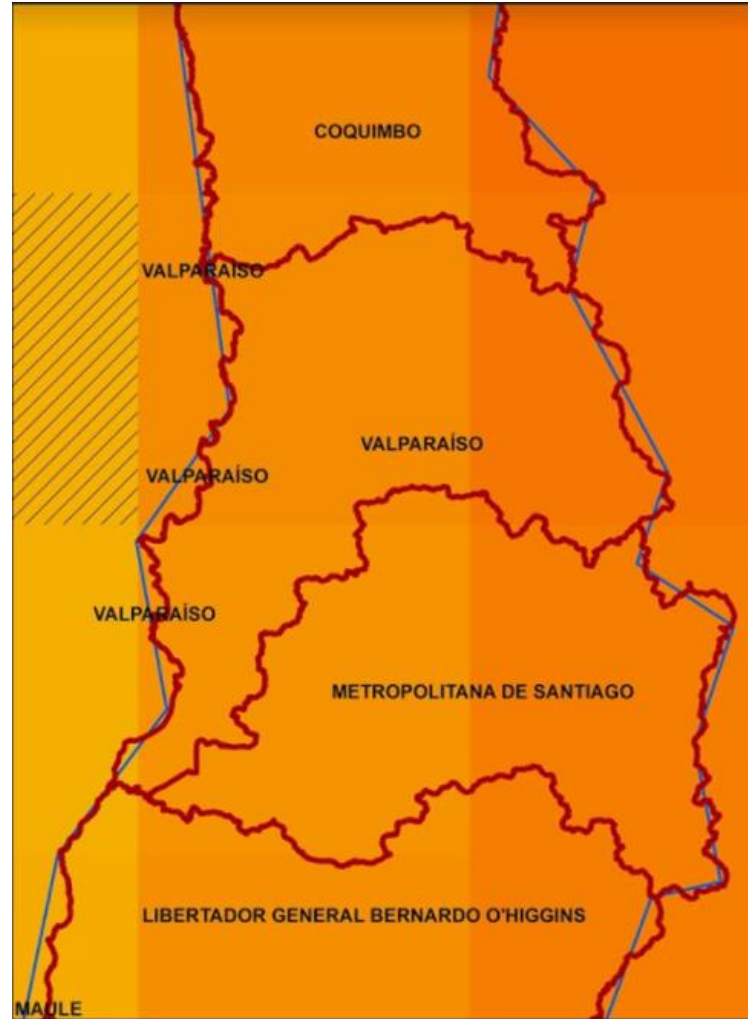 COQUIMBO
VALPARAÍSO
VALPARAÍSO
VALPARAÍSO
VALPARAÍSO
METROPOLITANA DE SANTIAGO
LIBERTADOR GENERAL BERNARDO O'HIGGINS
MAULE